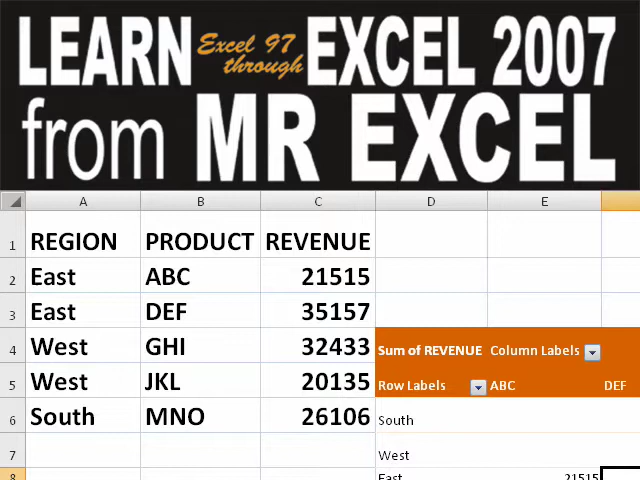 LEARN Excel 97 through EXCEL 2007
from MR EXCEL
A B C D E
1 REGION PRODUCT REVENUE
2 East ABC 21515
3 East DEF 35157
4 West GHI 32433 Sum of REVENUE Column Labels
5 West JKL 20135 Row Labels ABC DEF
6 South MNO 26106 South
7 West
8 East 21515